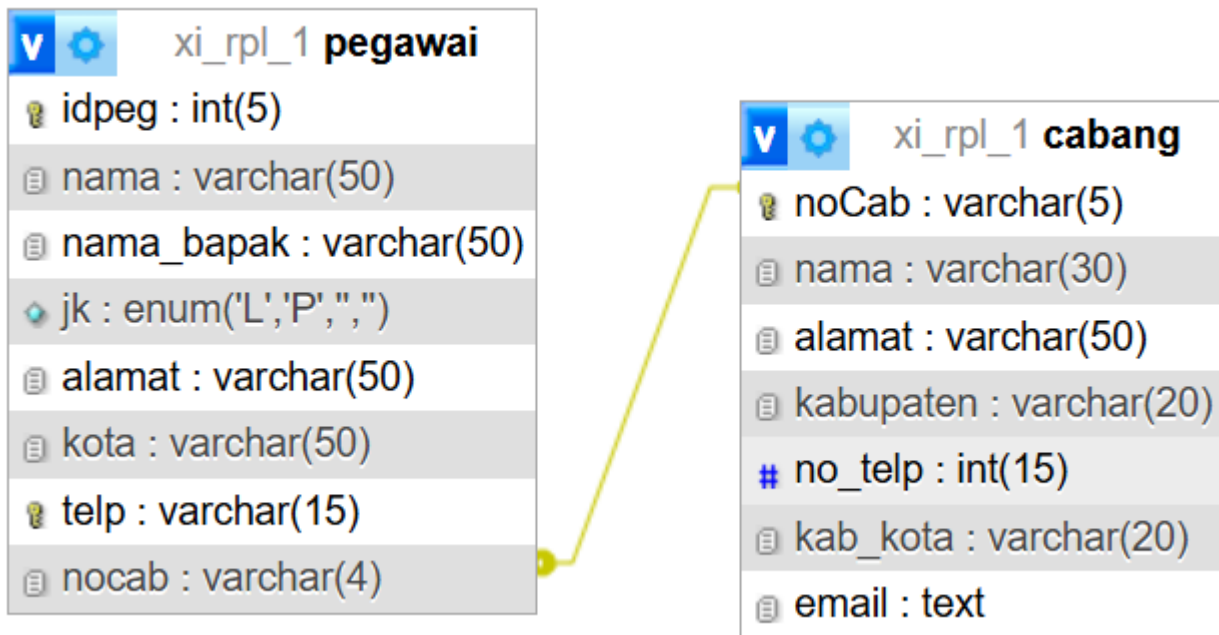 v xi_rpl_1 pegawai
idpeg : int(5)
nama : varchar(50)
nama_bapak : varchar(50)
jk : enum('L','P','','')
alamat : varchar(50)
kota : varchar(50)
telp : varchar(15)
nocab : varchar(4)
v xi_rpl_1 cabang
noCab : varchar(5)
nama : varchar(30)
alamat : varchar(50)
kabupaten : varchar(20)
# no_telp : int(15)
kab_kota : varchar(20)
email : text